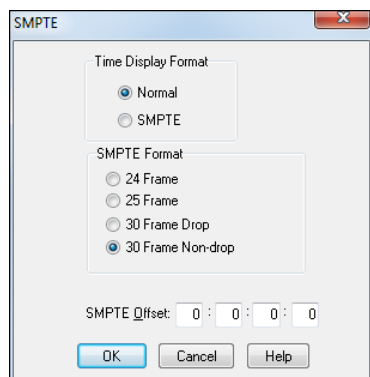 SMPTE
Time Display Format
Normal
SMPTE
SMPTE Format
24 Frame
25 Frame
30 Frame Drop
30 Frame Non-drop
SMPTE Offset: 0 : 0 : 0 : 0
OK Cancel Help